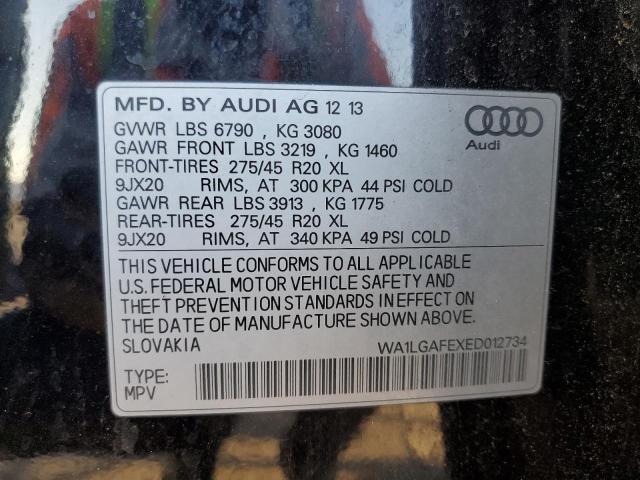 MFD. BY AUDI AG 12 13
GVWR LBS 6790 , KG 3080
GAWR FRONT LBS 3219 , KG 1460
FRONT-TIRES 275/45 R20 XL
9JX20 RIMS, AT 300 KPA 44 PSI COLD
GAWR REAR LBS 3913 , KG 1775
REAR-TIRES 275/45 R20 XL
9JX20 RIMS, AT 340 KPA 49 PSI COLD
Audi
THIS VEHICLE CONFORMS TO ALL APPLICABLE
U.S. FEDERAL MOTOR VEHICLE SAFETY AND
THEFT PREVENTION STANDARDS IN EFFECT ON
THE DATE OF MANUFACTURE SHOWN ABOVE.
SLOVAKIA WA1LGAFEXED012734
TYPE:
MPV